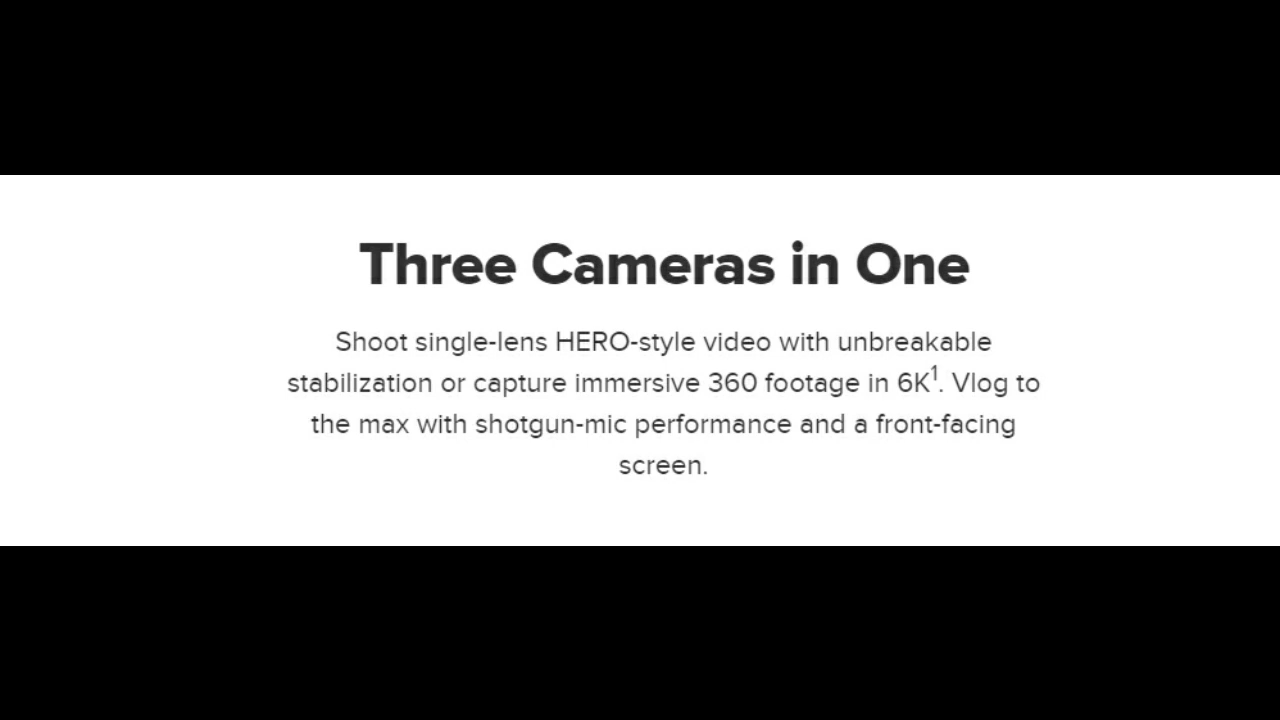 Three Cameras in One
Shoot single-lens HERO-style video with unbreakable
stabilization or capture immersive 360 footage in 6K¹. Vlog to
the max with shotgun-mic performance and a front-facing
screen.